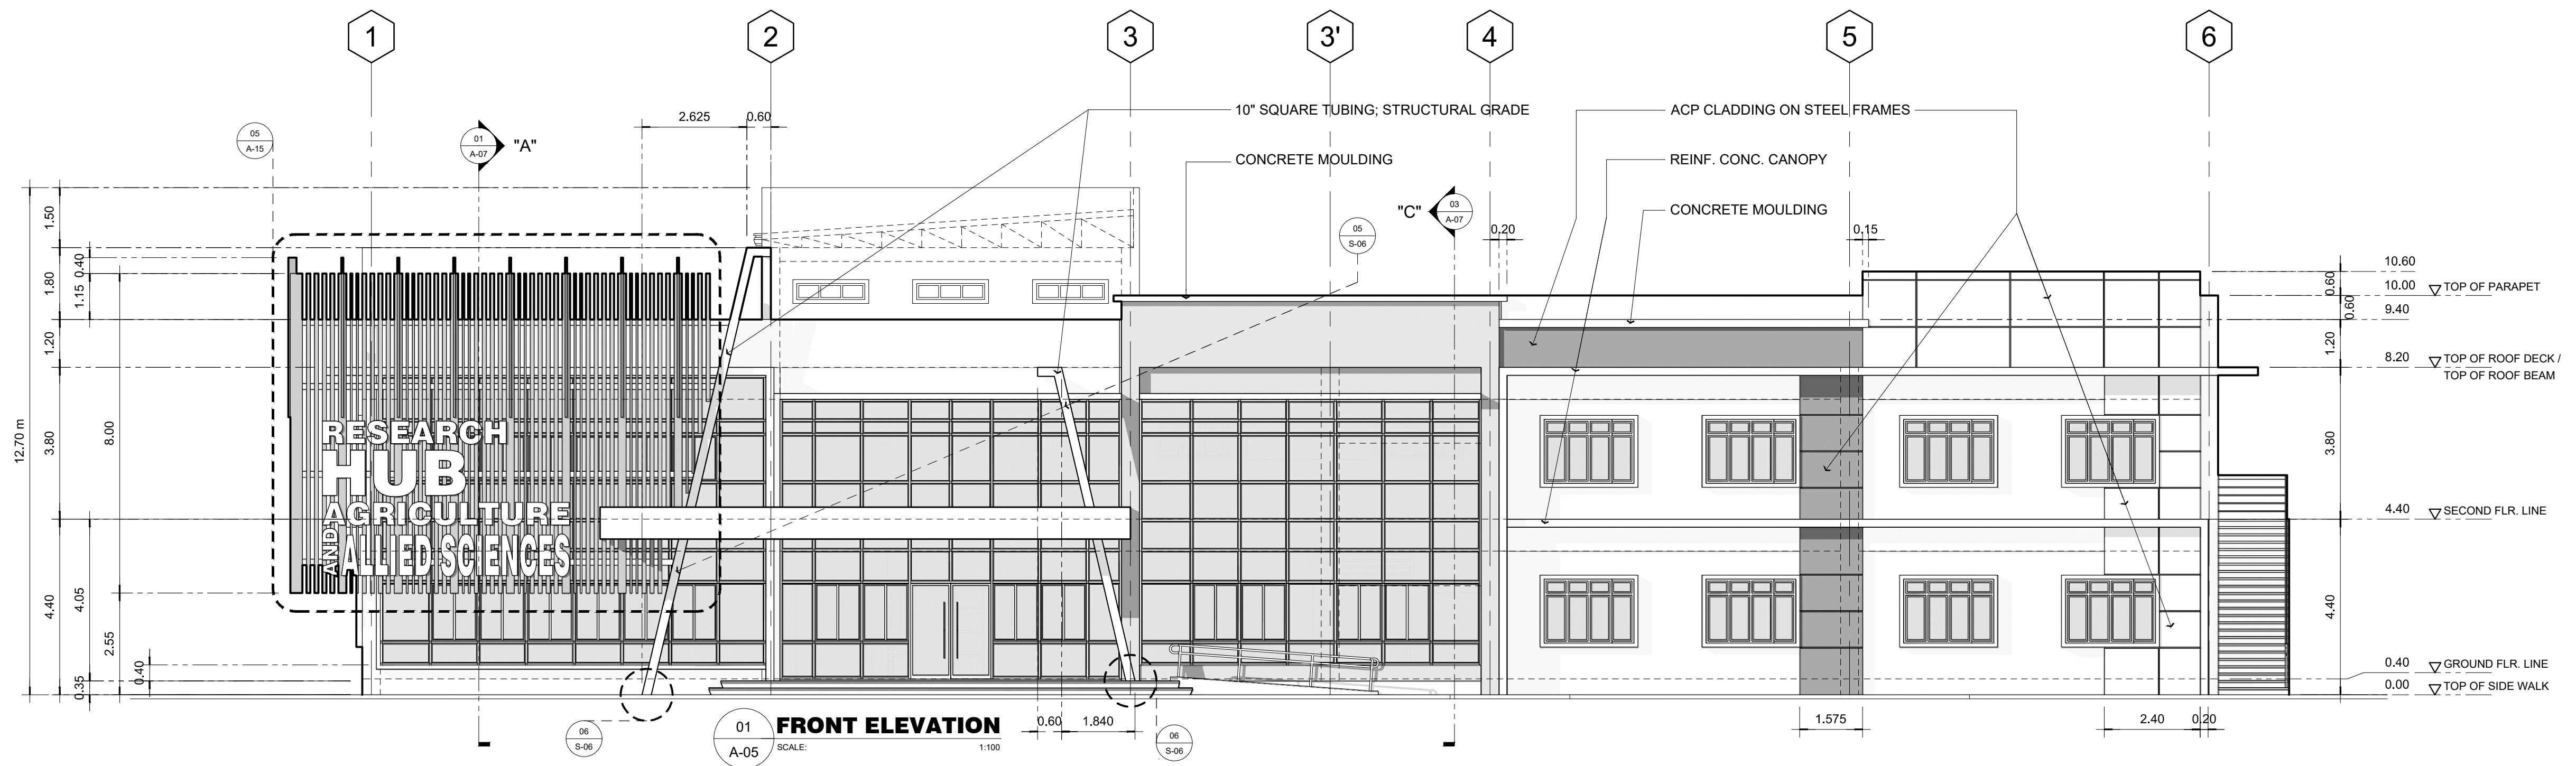 1
2
3
3'
4
5
6
10" SQUARE TUBING; STRUCTURAL GRADE
CONCRETE MOULDING
ACP CLADDING ON STEEL FRAMES
REINF. CONC. CANOPY
CONCRETE MOULDING
2.625
0.60
05
A-15
01
A-07
"A"
"C"
03
A-07
05
S-06
0.20
0.15
12.70 m
1.50
1.80
1.20
3.80
4.40
0.40
1.15
4.05
0.35
8.00
2.55
0.40
RESEARCH
HUB
AGRICULTURE
AND
ALLIED SCIENCES
10.60
10.00 TOP OF PARAPET
9.40
8.20 TOP OF ROOF DECK /
TOP OF ROOF BEAM
4.40 SECOND FLR. LINE
0.40 GROUND FLR. LINE
0.00 TOP OF SIDE WALK
0.60
0.60
1.20
3.80
4.40
06
S-06
0.60
1.840
06
S-06
1.575
2.40
0.20
01
A-05
FRONT ELEVATION
SCALE: 1:100